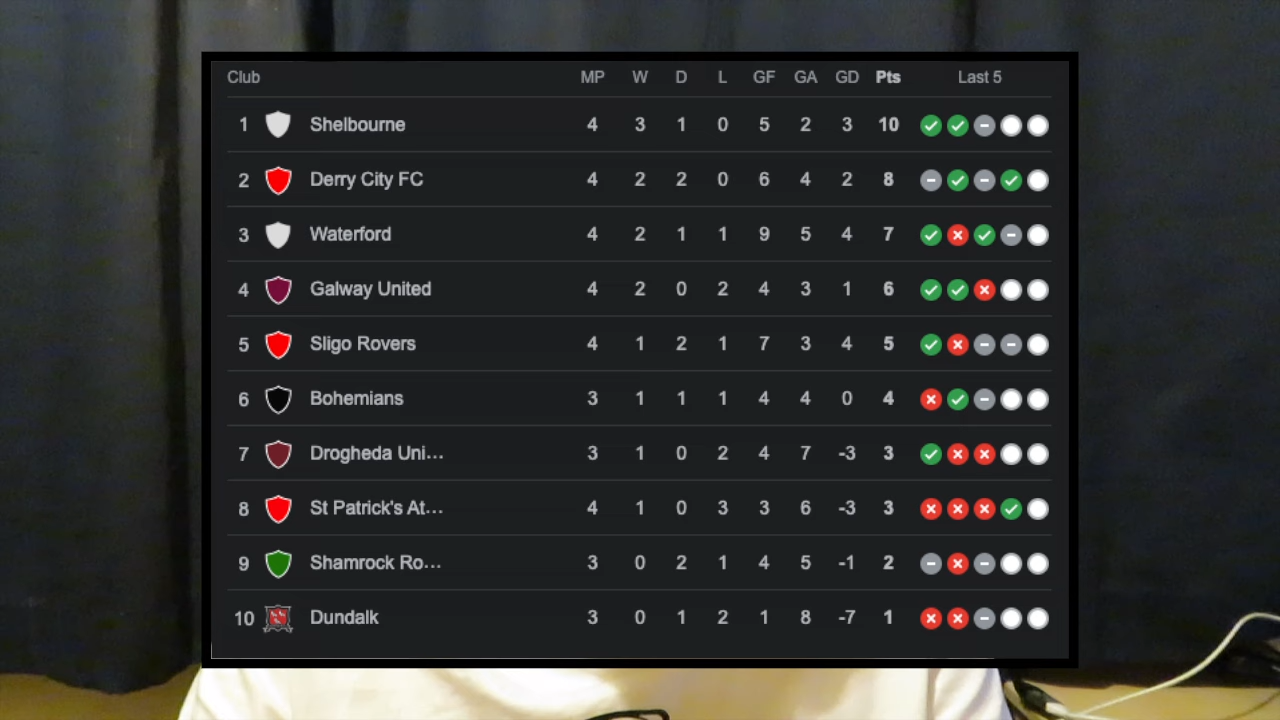 Club MP W D L GF GA GD Pts Last 5
1 Shelbourne 4 3 1 0 5 2 3 10
2 Derry City FC 4 2 2 0 6 4 2 8
3 Waterford 4 2 1 1 9 5 4 7
4 Galway United 4 2 0 2 4 3 1 6
5 Sligo Rovers 4 1 2 1 7 3 4 5
6 Bohemians 3 1 1 1 4 4 0 4
7 Drogheda Uni... 3 1 0 2 4 7 -3 3
8 St Patrick's At... 4 1 0 3 3 6 -3 3
9 Shamrock Ro... 3 0 2 1 4 5 -1 2
10 Dundalk 3 0 1 2 1 8 -7 1